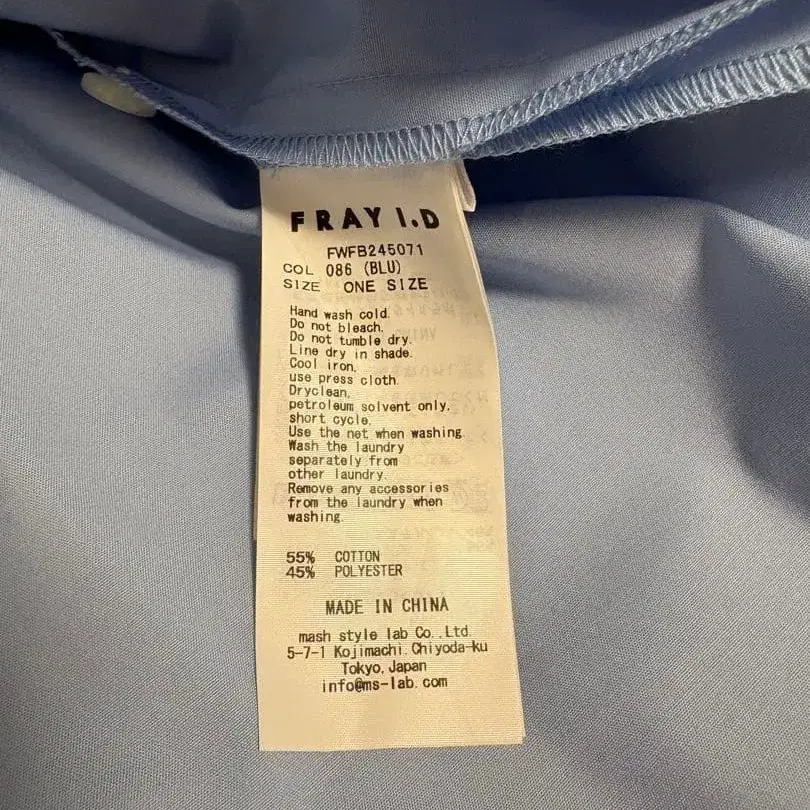 FRAY I.D
FWFB245071
COL 086 (BLU)
SIZE ONE SIZE
Hand wash cold.
Do not bleach.
Do not tumble dry.
Line dry in shade.
Cool iron,
use press cloth.
Dryclean,
petroleum solvent only,
short cycle.
Use the net when washing.
Wash the laundry
separately from
other laundry.
Remove any accessories
from the laundry when
washing.
55% COTTON
45% POLYESTER
MADE IN CHINA
mash style lab Co.,Ltd.
5-7-1 Kojimachi,Chiyoda-ku
Tokyo,Japan
info@ms-lab.com